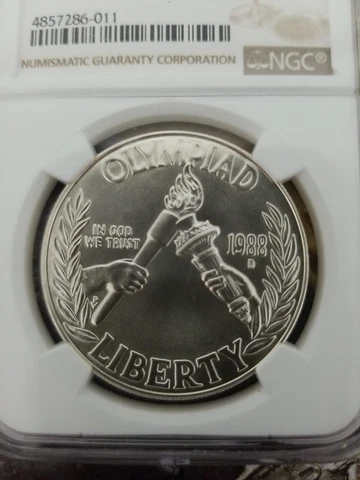 4857286-011
NUMISMATIC GUARANTY CORPORATION
NGC®
OLYMPIAD
IN GOD
WE TRUST
1988
D
LIBERTY